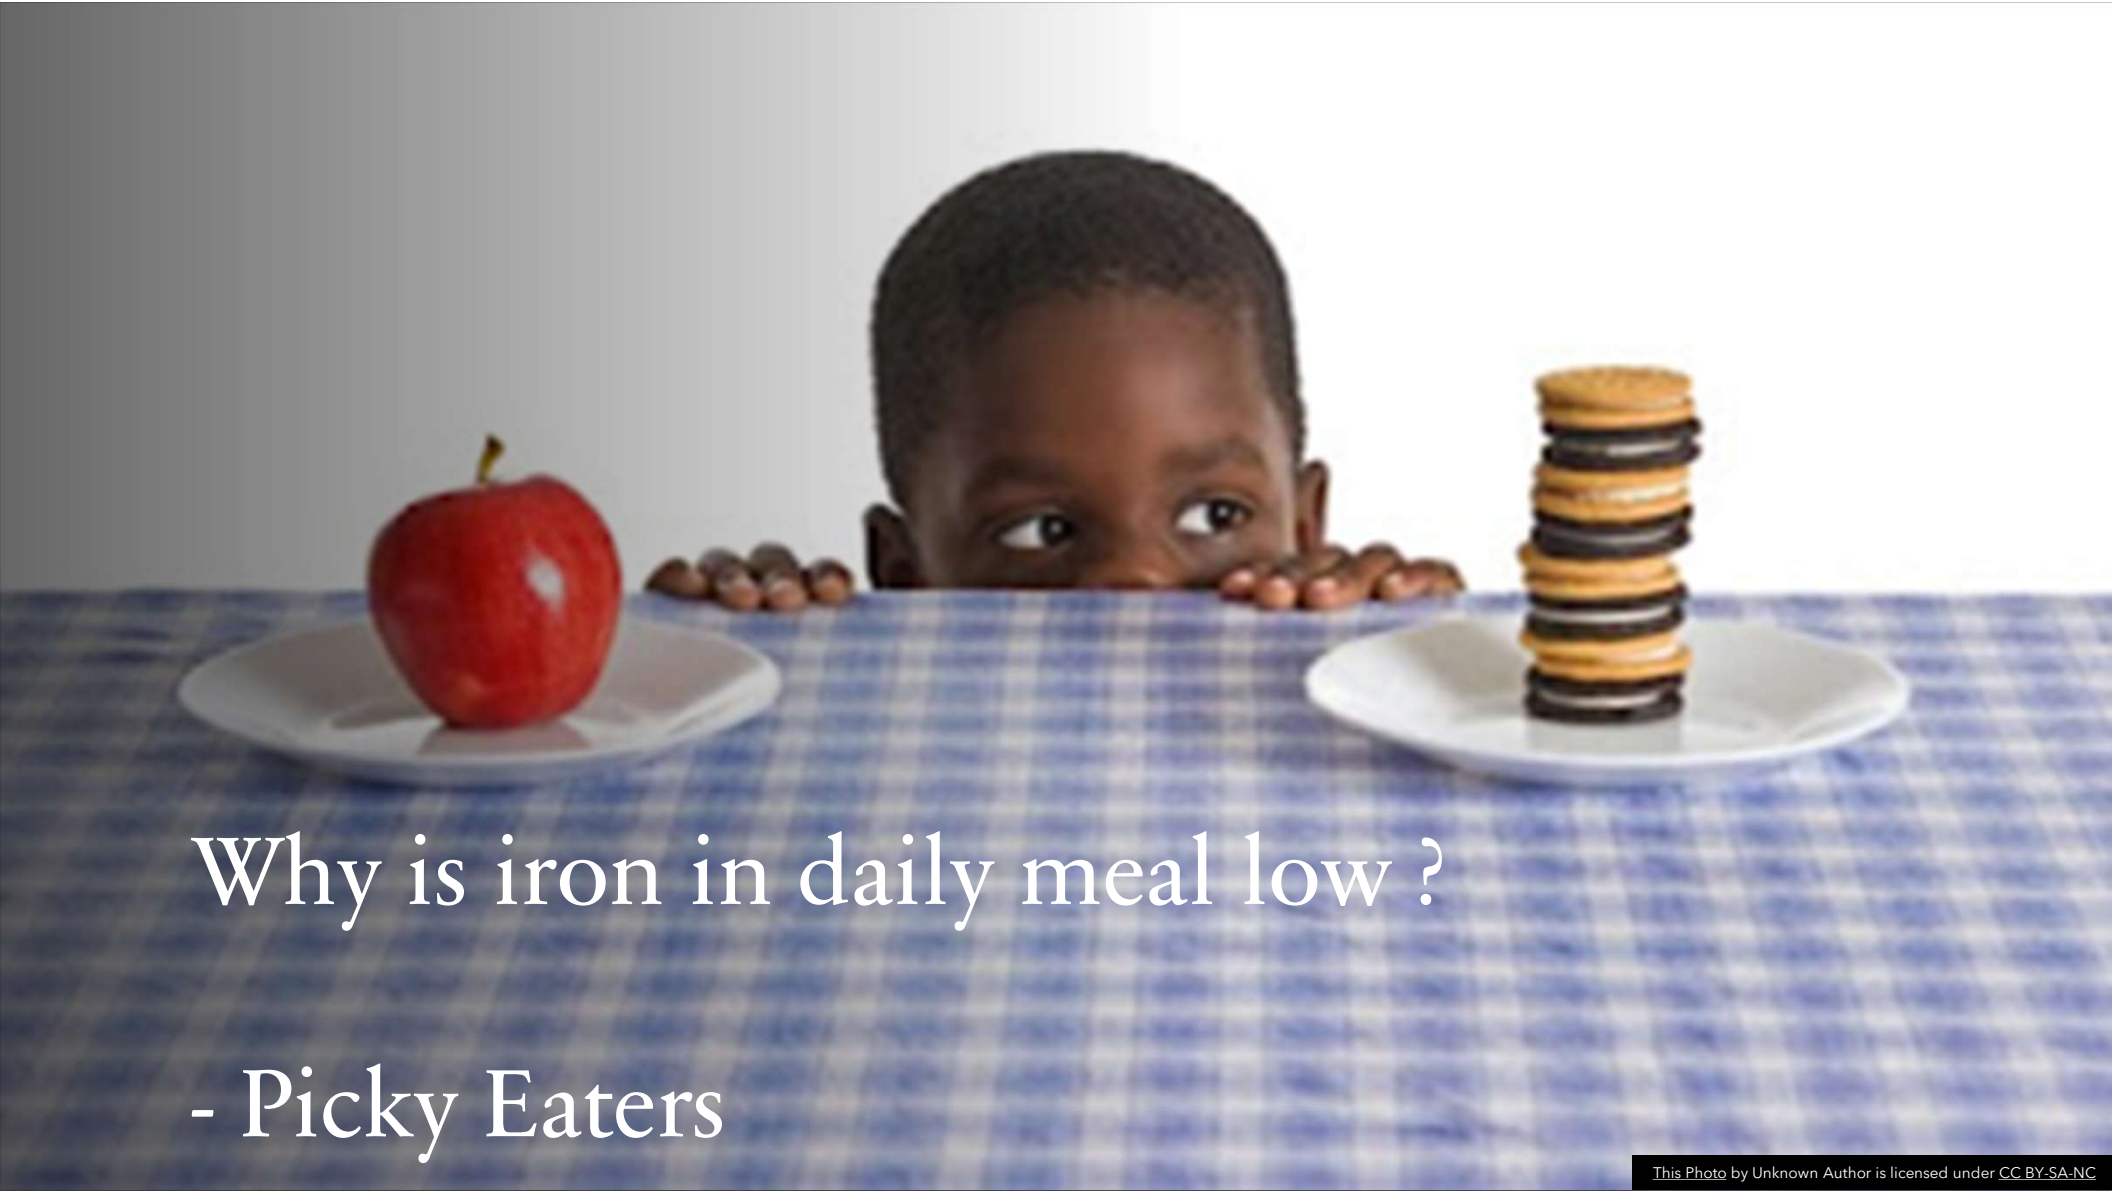 Why is iron in daily meal low ?
- Picky Eaters
This Photo by Unknown Author is licensed under CC BY-SA-NC